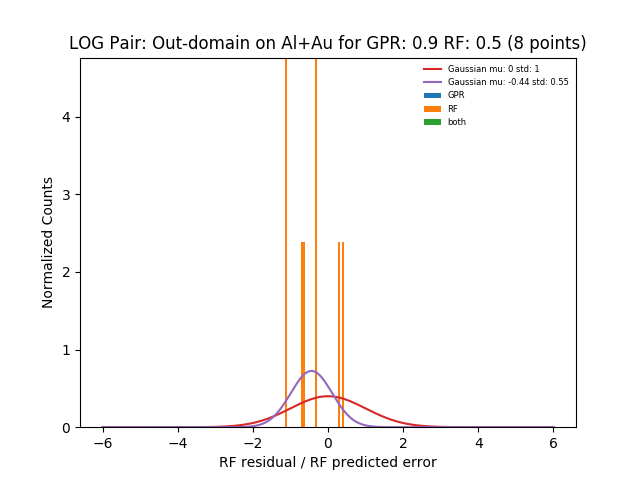 LOG Pair: Out-domain on Al+Au for GPR: 0.9 RF: 0.5 (8 points)
Gaussian mu: 0 std: 1
Gaussian mu: -0.44 std: 0.55
GPR
RF
both
Normalized Counts
4
3
2
1
0
−6
−4
−2
0
2
4
6
RF residual / RF predicted error